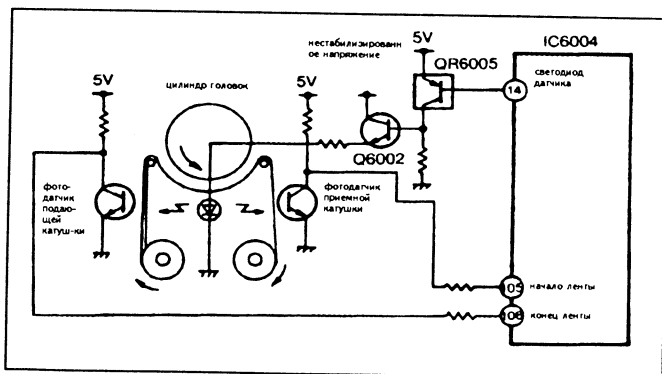 нестабилизированн
ое напряжение
5V
QR6005
IC6004
5V
цилиндр головок
5V
светодиод
датчика
14
Q6002
фото-
датчик
подаю-
щей
катуш-ки
фотодатчик
приемной
катушки
105
начало ленты
106
конец ленты